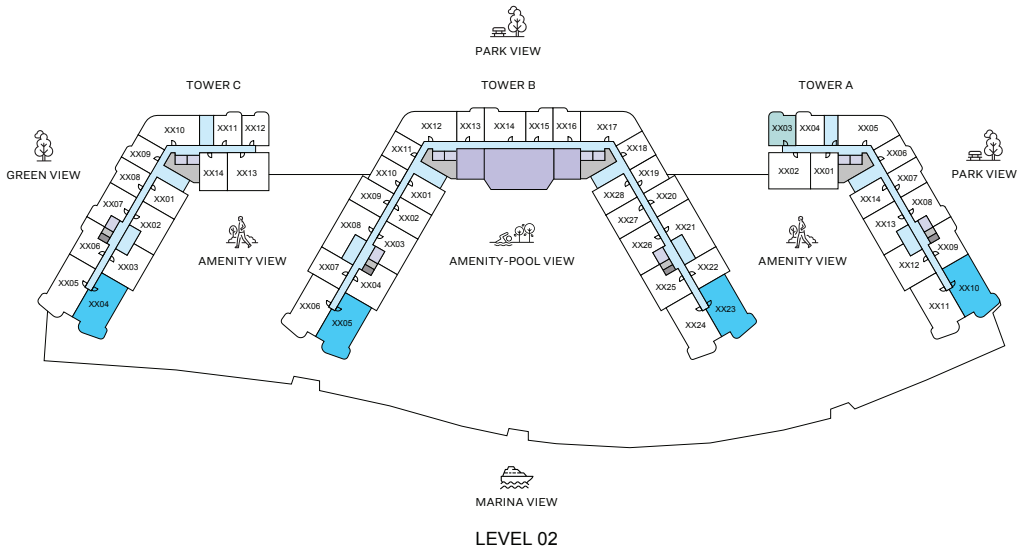 PARK VIEW
TOWER C
TOWER B
TOWER A
XX10
XX11
XX12
XX09
XX08
XX07
XX06
XX05
XX04
XX03
XX02
XX01
XX14
XX13
GREEN VIEW
AMENITY VIEW
XX12
XX13
XX14
XX15
XX16
XX17
XX11
XX10
XX09
XX08
XX07
XX06
XX05
XX04
XX03
XX02
XX01
XX18
XX19
XX20
XX21
XX22
XX23
XX24
XX25
XX26
XX27
XX28
AMENITY-POOL VIEW
XX03
XX04
XX05
XX02
XX01
XX06
XX07
XX08
XX09
XX10
XX11
XX12
XX13
XX14
AMENITY VIEW
PARK VIEW
MARINA VIEW
LEVEL 02